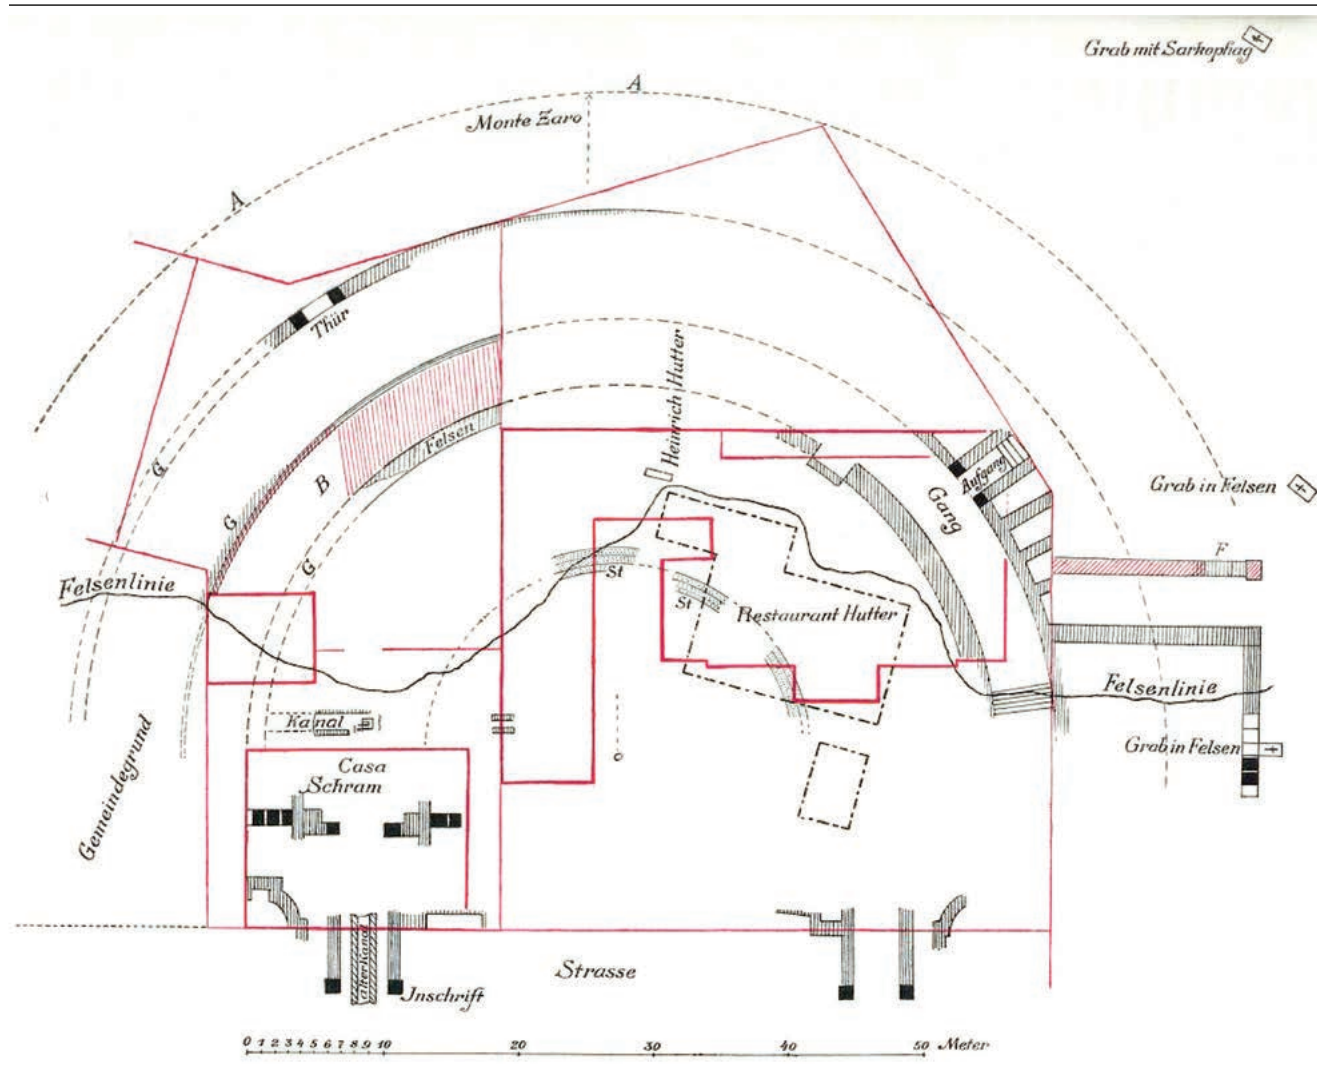 Grab mit Sarkophag
A
Monte Zaro
A
Thür
Heinrich Hutter
Felsen
G
B
G
G
Aufgang
Gang
Grab in Felsen
F
Felsenlinie
St
St
Restaurant Hutter
Felsenlinie
Kanal
Grab in Felsen
Casa
Schram
Gemeindegrund
alter Kanal
Strasse
Inschrift
0 1 2 3 4 5 6 7 8 9 10 20 30 40 50 Meter